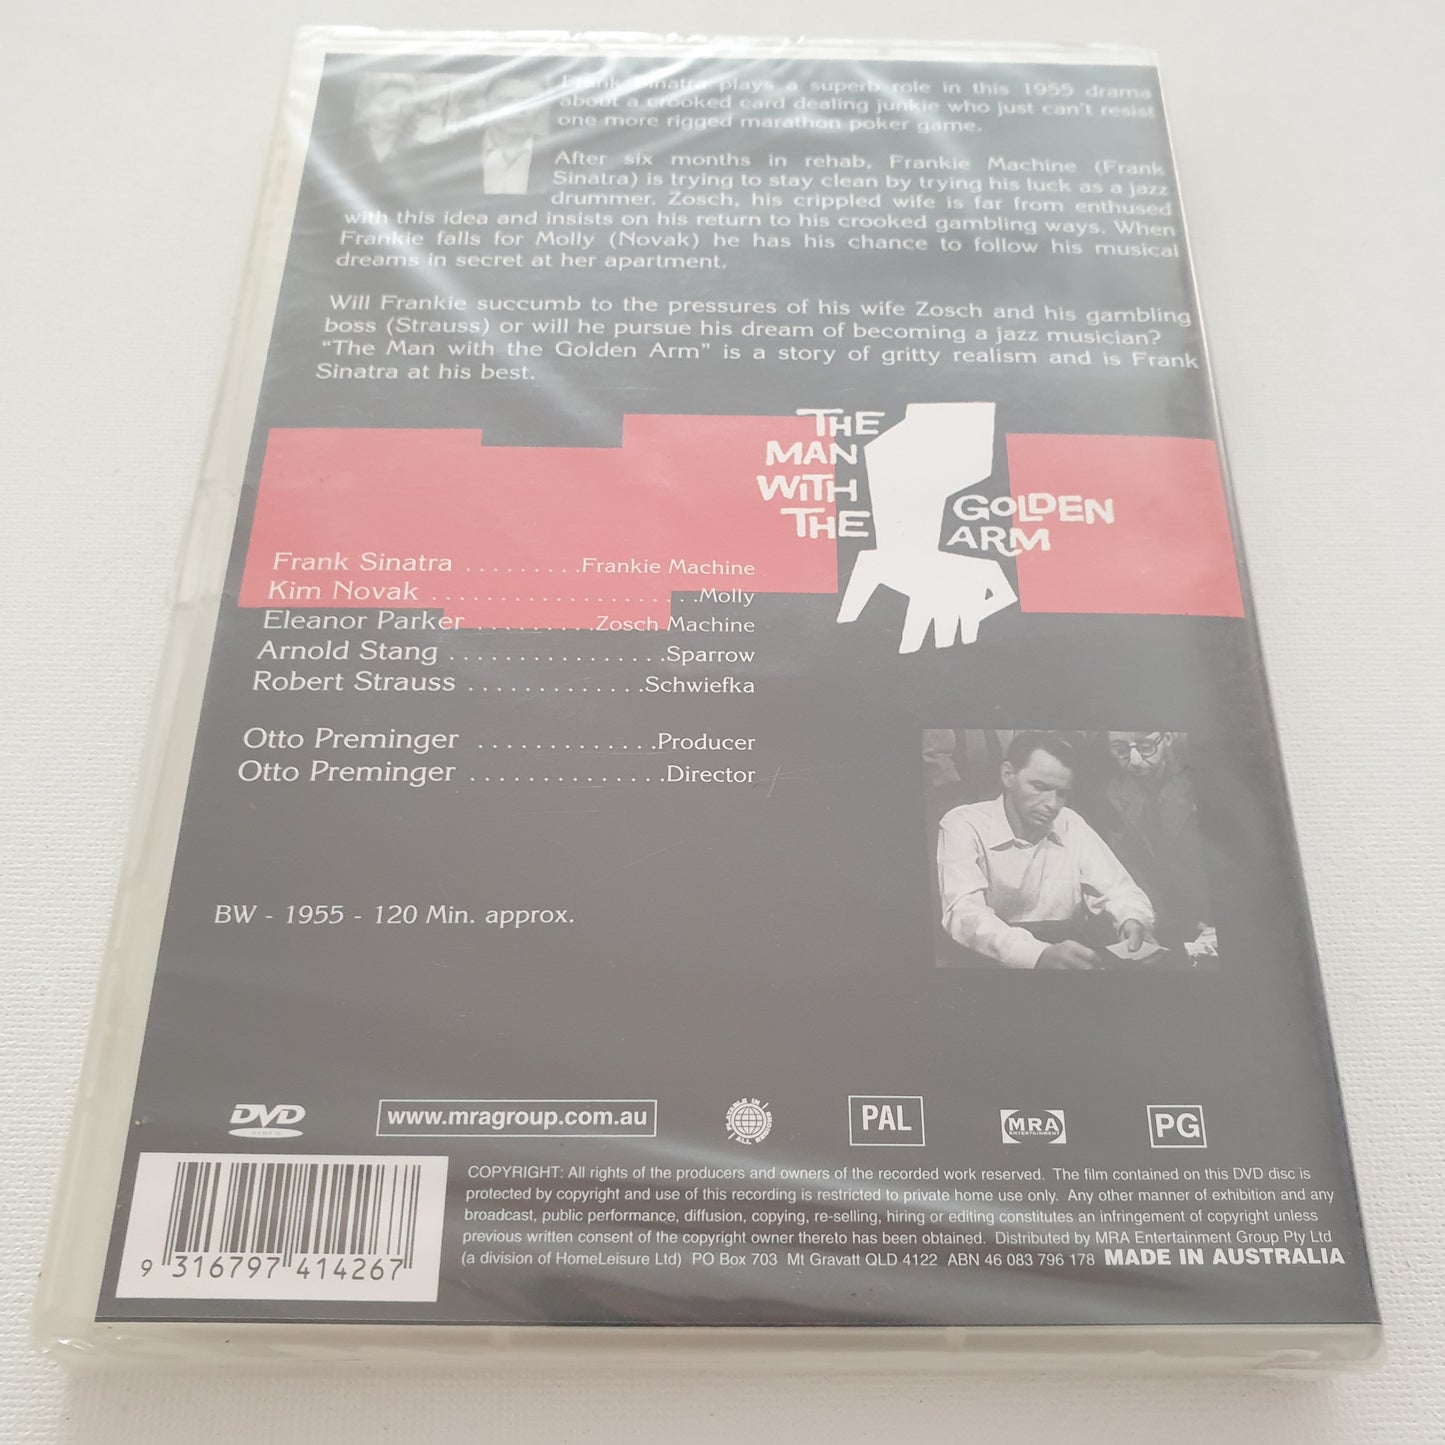 Frank Sinatra plays a superb role in this 1955 drama
about a crooked card dealing junkie who just can't resist
one more rigged marathon poker game.
After six months in rehab, Frankie Machine (Frank
Sinatra) is trying to stay clean by trying his luck as a jazz
drummer. Zosch, his crippled wife is far from enthused
with this idea and insists on his return to his crooked gambling ways. When
Frankie falls for Molly (Novak) he has his chance to follow his musical
dreams in secret at her apartment.
Will Frankie succumb to the pressures of his wife Zosch and his gambling
boss (Strauss) or will he pursue his dream of becoming a jazz musician?
"The Man with the Golden Arm" is a story of gritty realism and is Frank
Sinatra at his best.
THE
MAN
WITH
THE
GOLDEN
ARM
Frank Sinatra .........Frankie Machine
Kim Novak .....................Molly
Eleanor Parker .........Zosch Machine
Arnold Stang ................Sparrow
Robert Strauss .............Schwiefka
Otto Preminger .............Producer
Otto Preminger ..............Director
BW - 1955 - 120 Min. approx.
DVD
VIDEO
www.mragroup.com.au
PLAYABLE IN ALL REGIONS
PAL
MRA
ENTERTAINMENT
PG
COPYRIGHT: All rights of the producers and owners of the recorded work reserved. The film contained on this DVD disc is
protected by copyright and use of this recording is restricted to private home use only. Any other manner of exhibition and any
broadcast, public performance, diffusion, copying, re-selling, hiring or editing constitutes an infringement of copyright unless
previous written consent of the copyright owner thereto has been obtained. Distributed by MRA Entertainment Group Pty Ltd
(a division of HomeLeisure Ltd) PO Box 703 Mt Gravatt QLD 4122 ABN 46 083 796 178 MADE IN AUSTRALIA
9 316797 414267